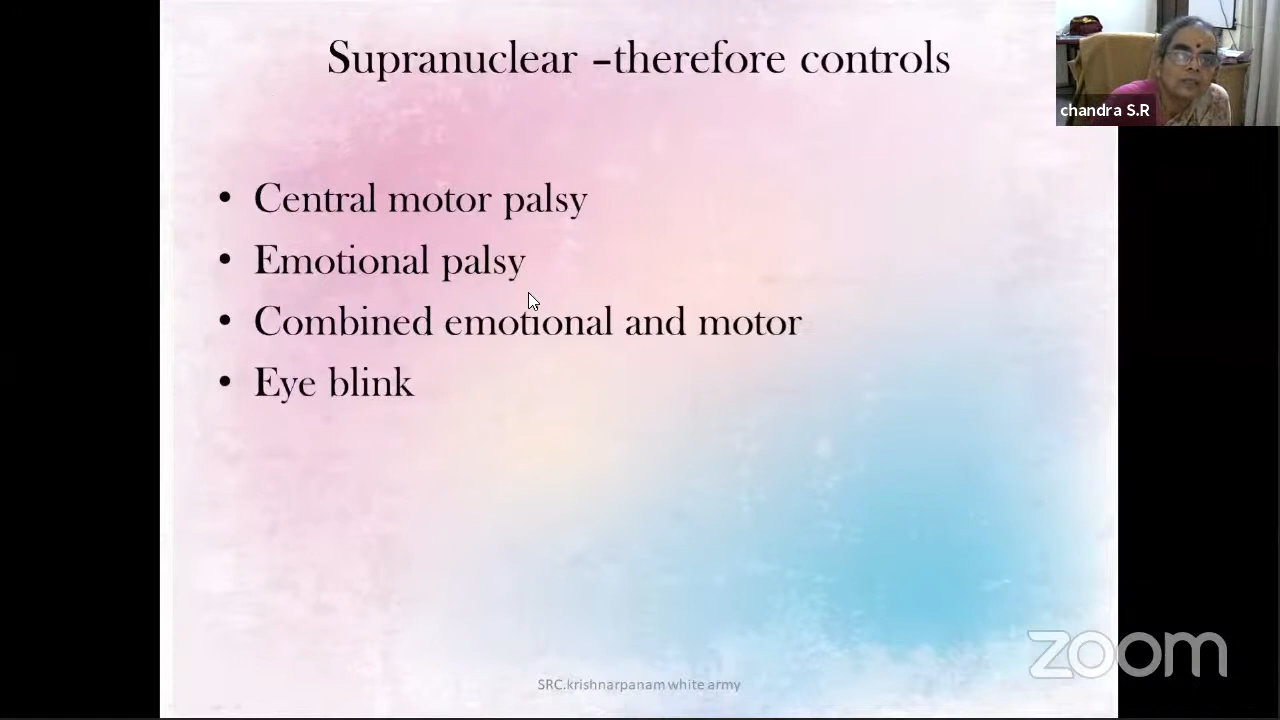 Supranuclear –therefore controls
chandra S.R
• Central motor palsy
• Emotional palsy
• Combined emotional and motor
• Eye blink
zoom
SRC.krishnarpanam white army